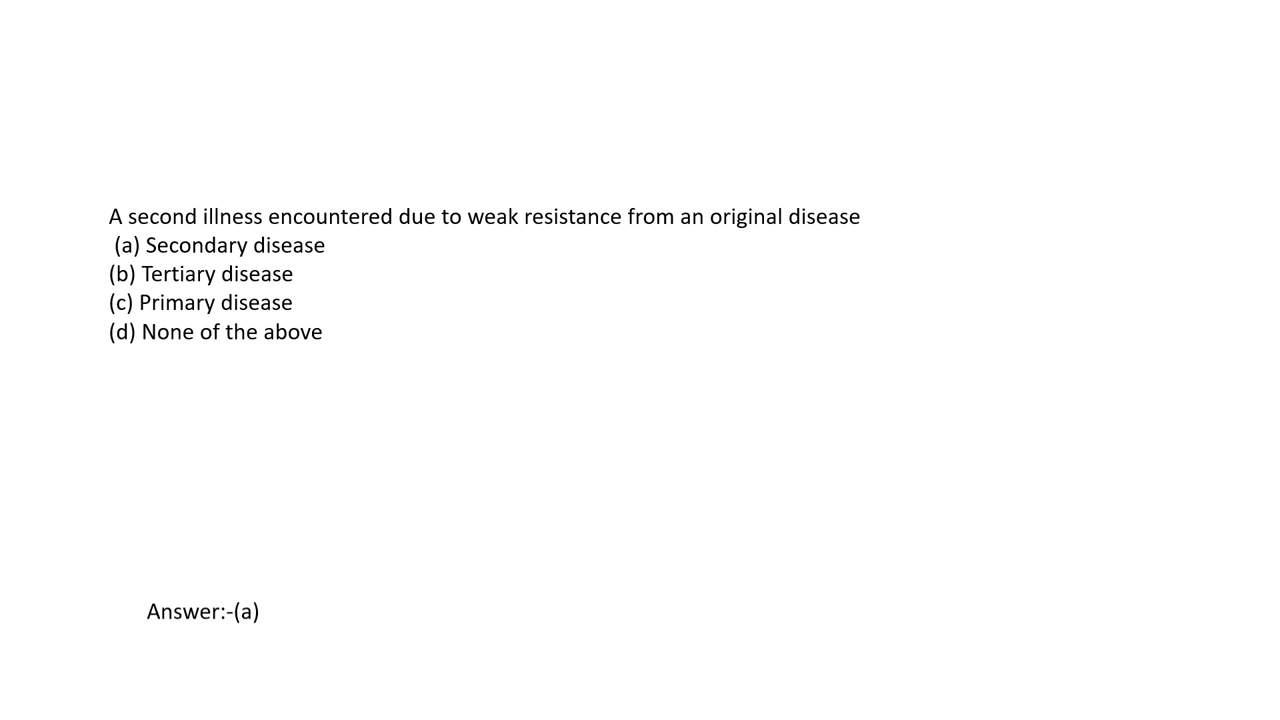 A second illness encountered due to weak resistance from an original disease
(a) Secondary disease
(b) Tertiary disease
(c) Primary disease
(d) None of the above
Answer:-(a)